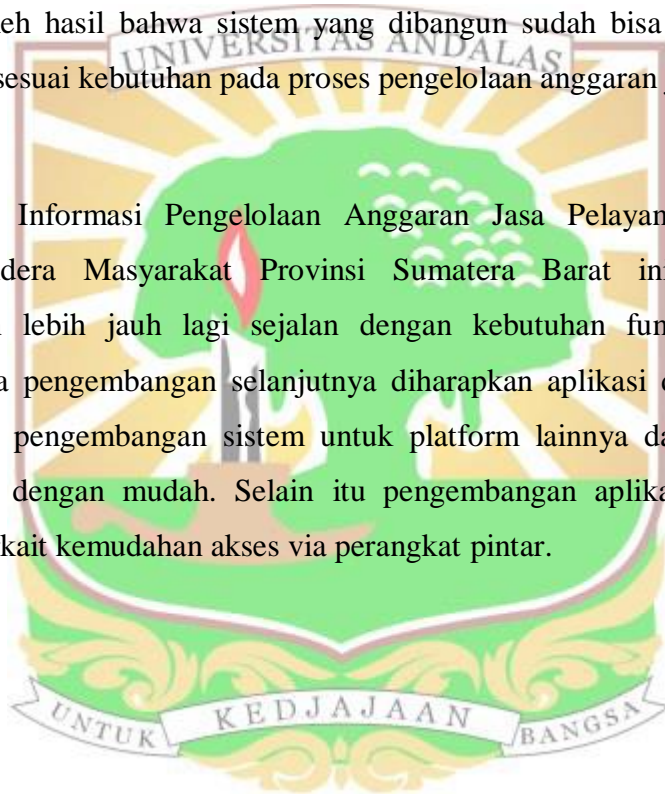 eh hasil bahwa sistem yang dibangun sudah bisa
UNIVERSITAS ANDALAS
sesuai kebutuhan pada proses pengelolaan anggaran
Informasi Pengelolaan Anggaran Jasa Pelayan
dera Masyarakat Provinsi Sumatera Barat in
lebih jauh lagi sejalan dengan kebutuhan fun
a pengembangan selanjutnya diharapkan aplikasi
pengembangan sistem untuk platform lainnya da
dengan mudah. Selain itu pengembangan aplika
kait kemudahan akses via perangkat pintar.
UNTUK KEDJAJAAN BANGSA